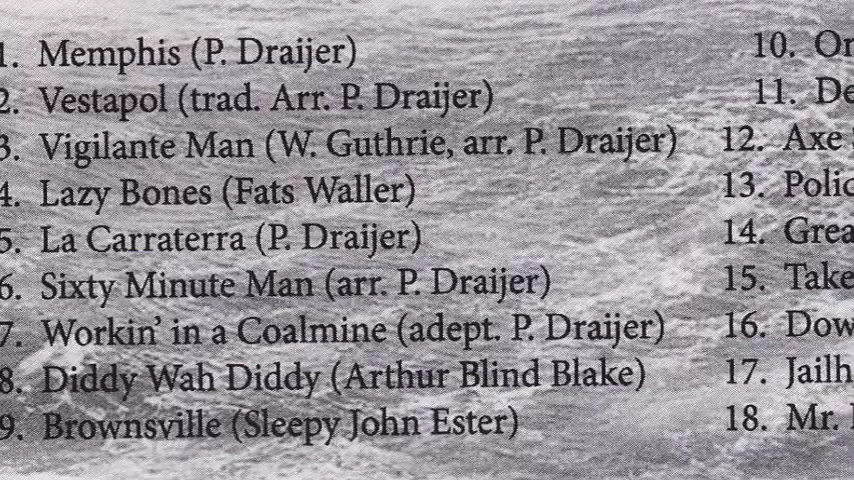 1. Memphis (P. Draijer)
2. Vestapol (trad. Arr. P. Draijer)
3. Vigilante Man (W. Guthrie, arr. P. Draijer)
4. Lazy Bones (Fats Waller)
5. La Carraterra (P. Draijer)
6. Sixty Minute Man (arr. P. Draijer)
7. Workin' in a Coalmine (adept. P. Draijer)
8. Diddy Wah Diddy (Arthur Blind Blake)
9. Brownsville (Sleepy John Ester)
10.
11.
12. Axe
13.
14.
15. Take
16.
17.
18. Mr.